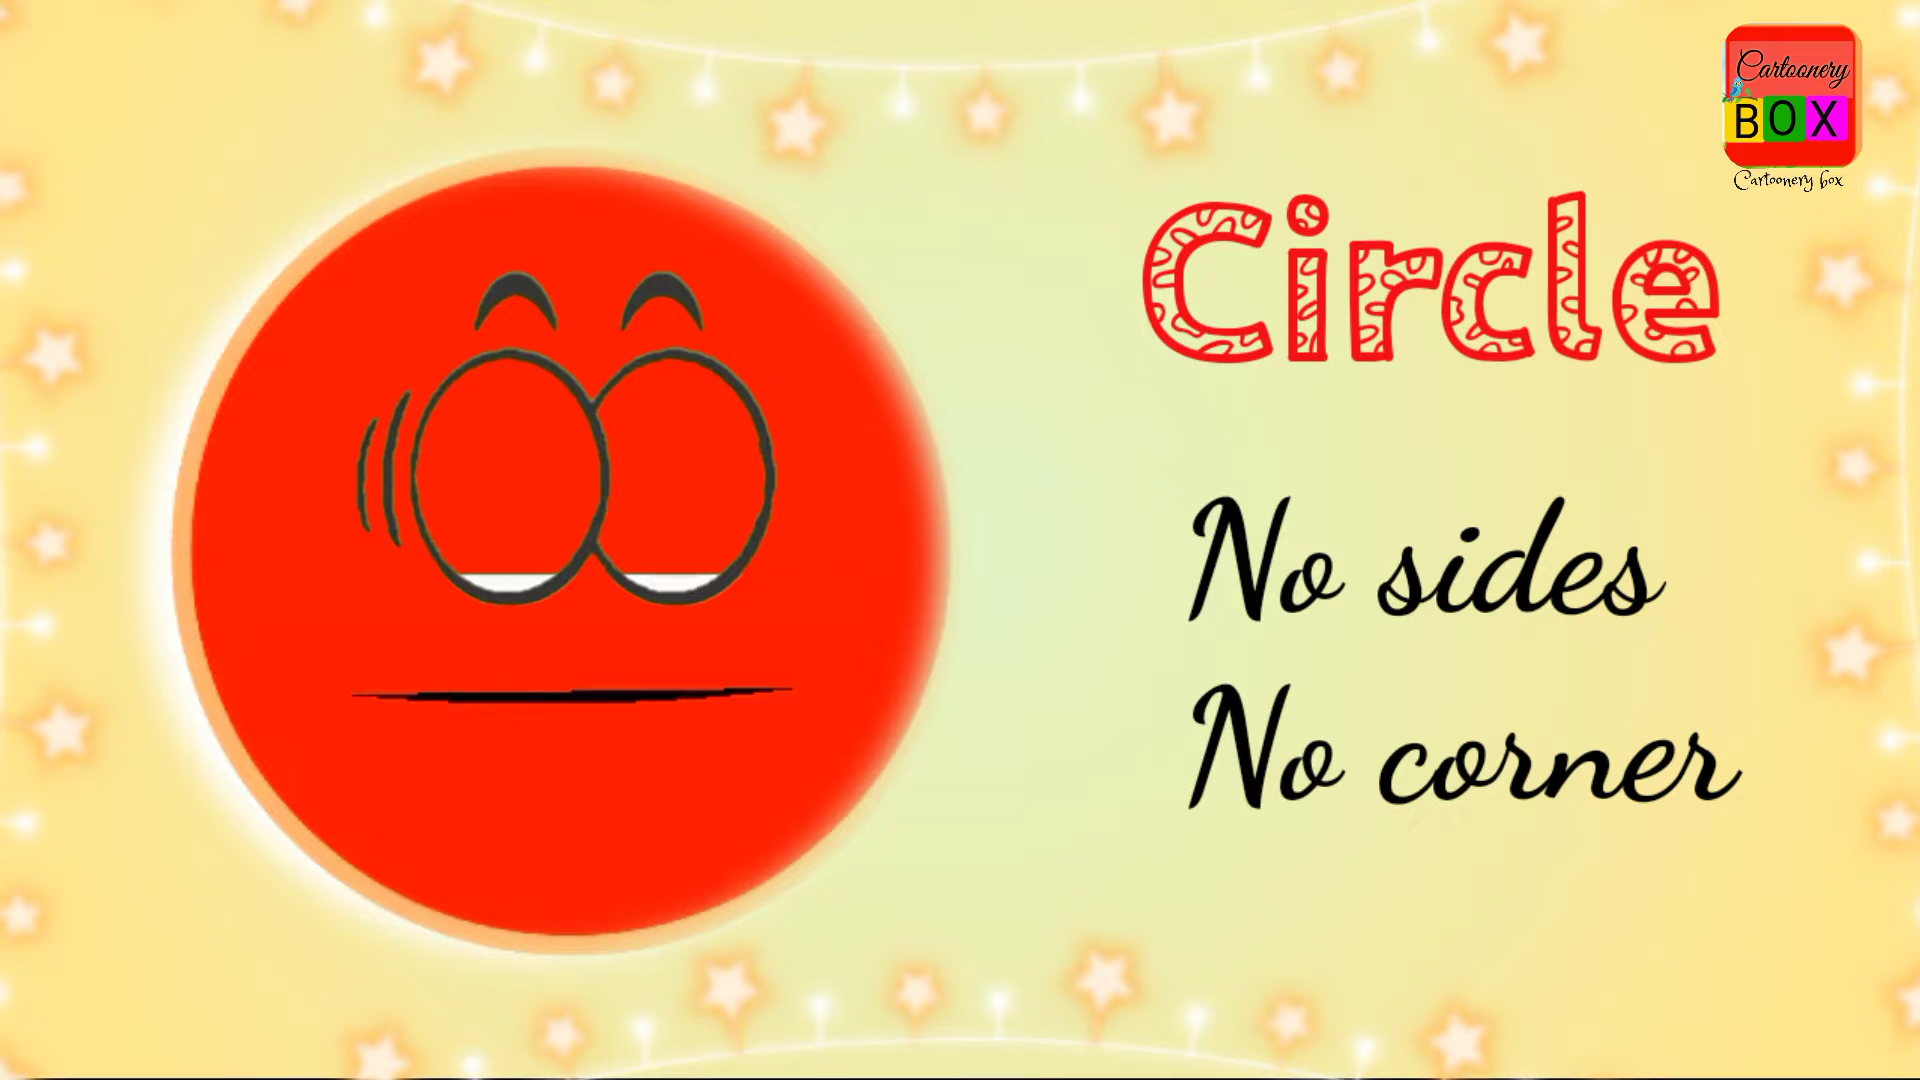 Cartoonery
BOX
Cartoonery box
Circle
No sides
No corner